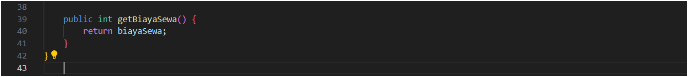 38
39 public int getBiayaSewa() {
40 return biayaSewa;
41 }
42 }
43